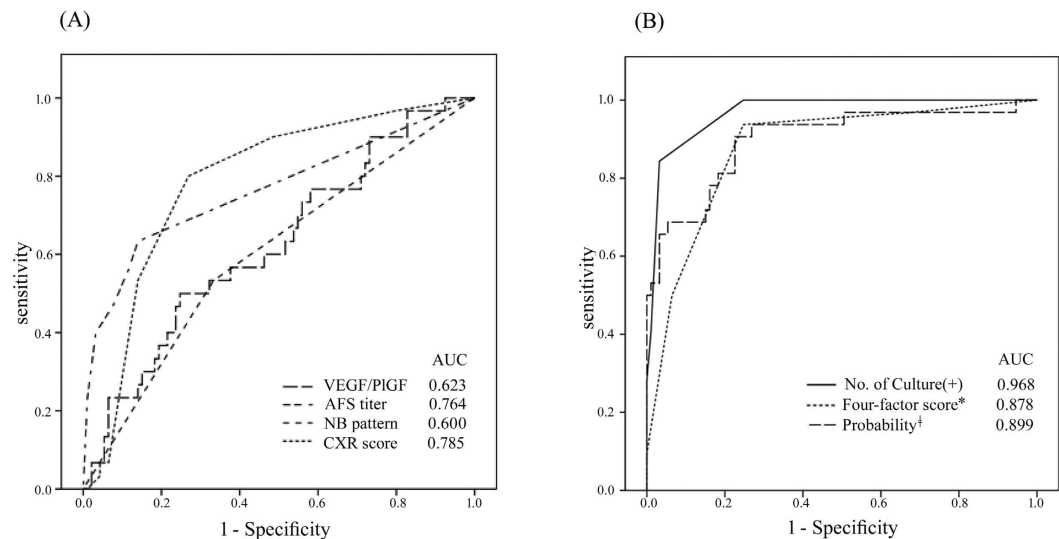 (A)
(B)
1.0
0.8
0.6
0.4
0.2
0.0
sensitivity
0.0 0.2 0.4 0.6 0.8 1.0
1 - Specificity
AUC
VEGF/PlGF 0.623
AFS titer 0.764
NB pattern 0.600
CXR score 0.785
1.0
0.8
0.6
0.4
0.2
0.0
sensitivity
0.0 0.2 0.4 0.6 0.8 1.0
1 - Specificity
AUC
No. of Culture(+) 0.968
Four-factor score* 0.878
Probability‡ 0.899